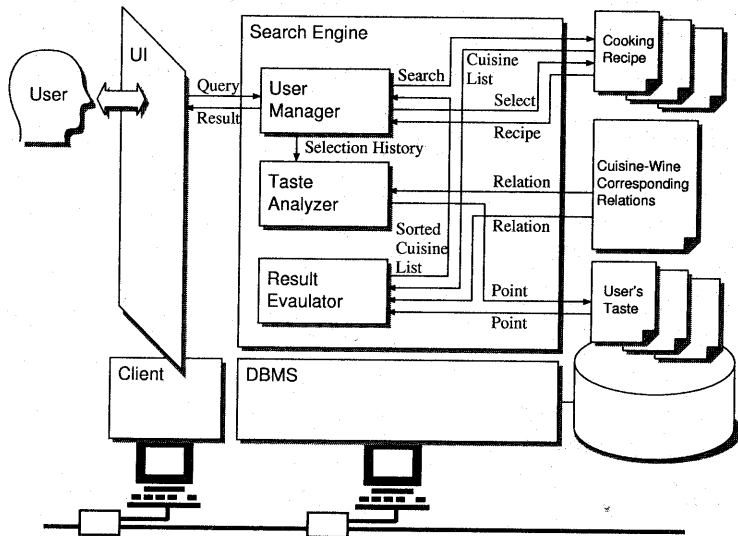 Search Engine
UI
User
Query
Result
User
Manager
Search
Cuisine
List
Select
Recipe
Cooking
Recipe
Selection History
Taste
Analyzer
Relation
Relation
Cuisine-Wine
Corresponding
Relations
Sorted
Cuisine
List
Result
Evaulator
Point
Point
User's
Taste
Client
DBMS